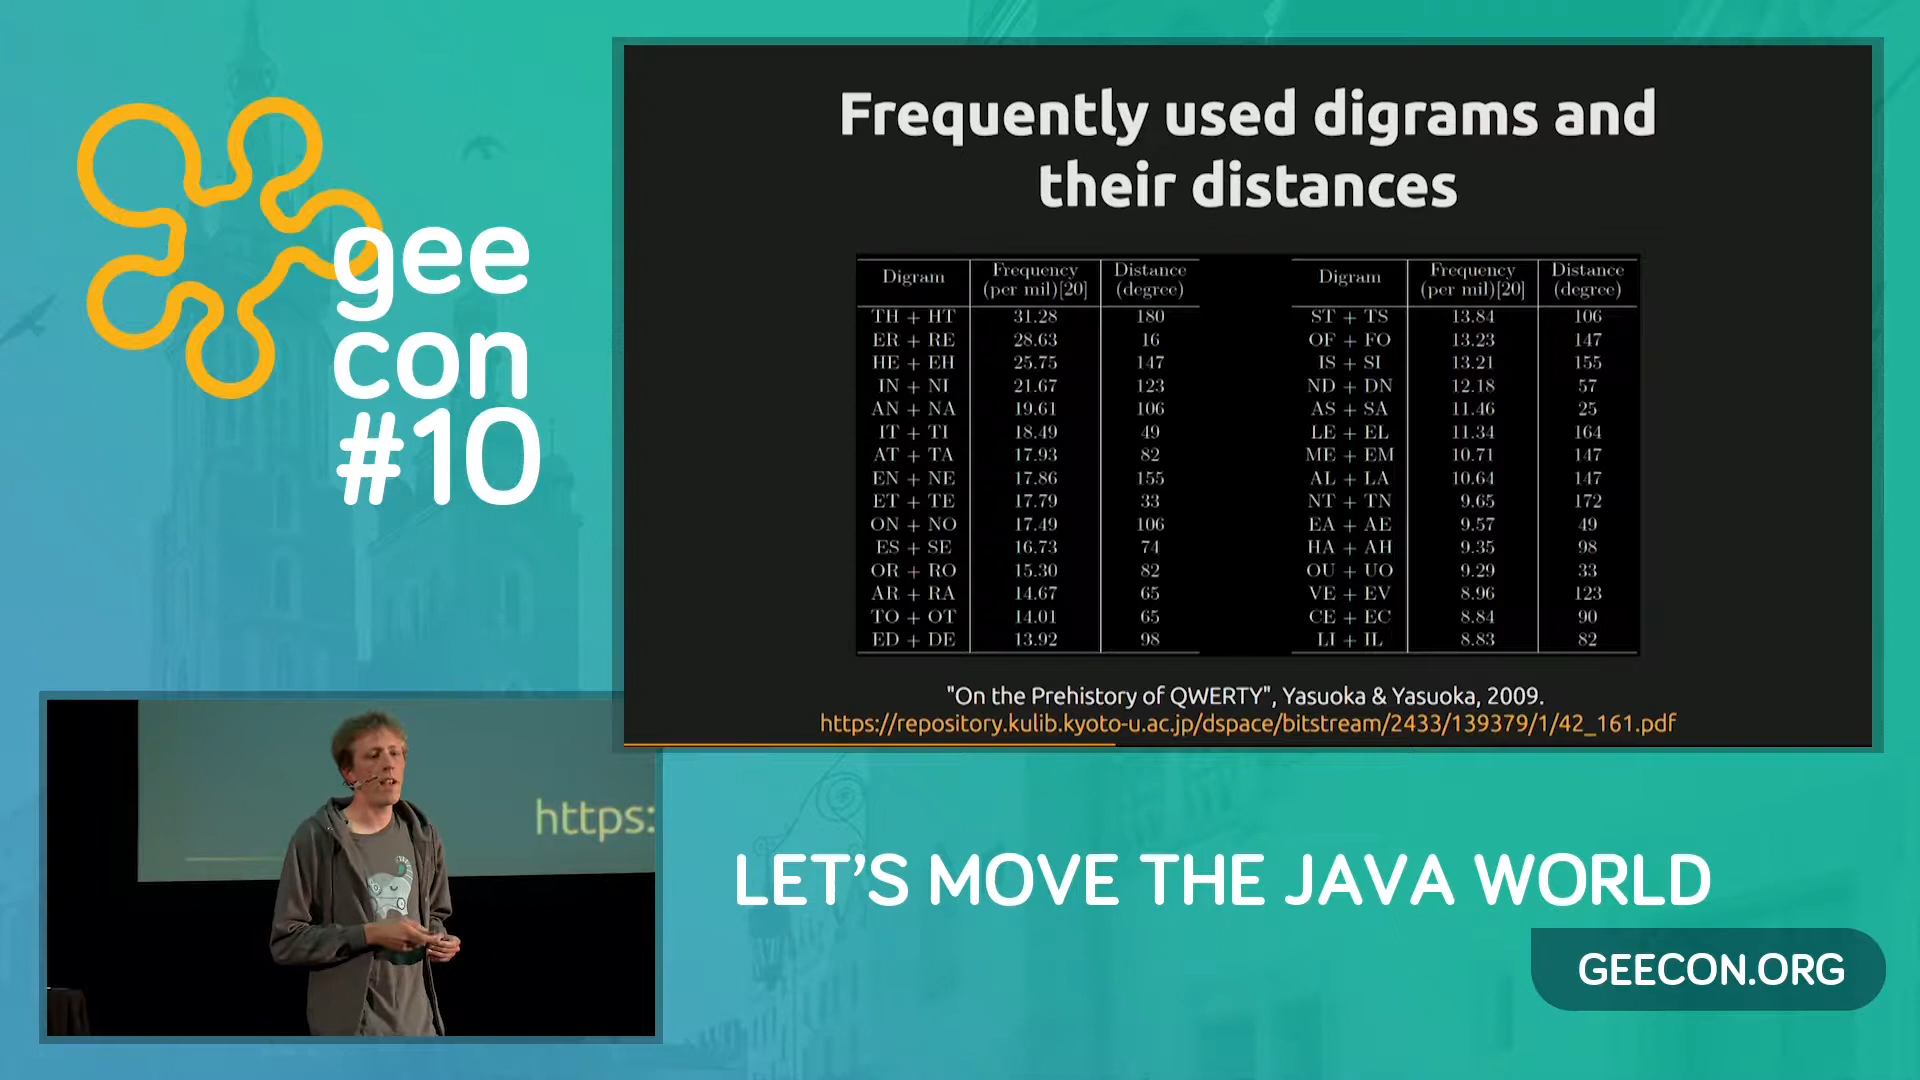 gee
con
#10
Frequently used digrams and
their distances
Digram Frequency (per mil)[20] Distance (degree)
TH + HT 31.28 180
ER + RE 28.63 16
HE + EH 25.75 147
IN + NI 21.67 123
AN + NA 19.61 106
IT + TI 18.49 49
AT + TA 17.93 82
EN + NE 17.86 155
ET + TE 17.79 33
ON + NO 17.49 106
ES + SE 16.73 74
OR + RO 15.30 82
AR + RA 14.67 65
TO + OT 14.01 65
ED + DE 13.92 98
Digram Frequency (per mil)[20] Distance (degree)
ST + TS 13.84 106
OF + FO 13.23 147
IS + SI 13.21 155
ND + DN 12.18 57
AS + SA 11.46 25
LE + EL 11.34 164
ME + EM 10.71 147
AL + LA 10.64 147
NT + TN 9.65 172
EA + AE 9.57 49
HA + AH 9.35 98
OU + UO 9.29 33
VE + EV 8.96 123
CE + EC 8.84 90
LI + IL 8.83 82
"On the Prehistory of QWERTY", Yasuoka & Yasuoka, 2009.
https://repository.kulib.kyoto-u.ac.jp/dspace/bitstream/2433/139379/1/42_161.pdf
https:
LET'S MOVE THE JAVA WORLD
GEECON.ORG